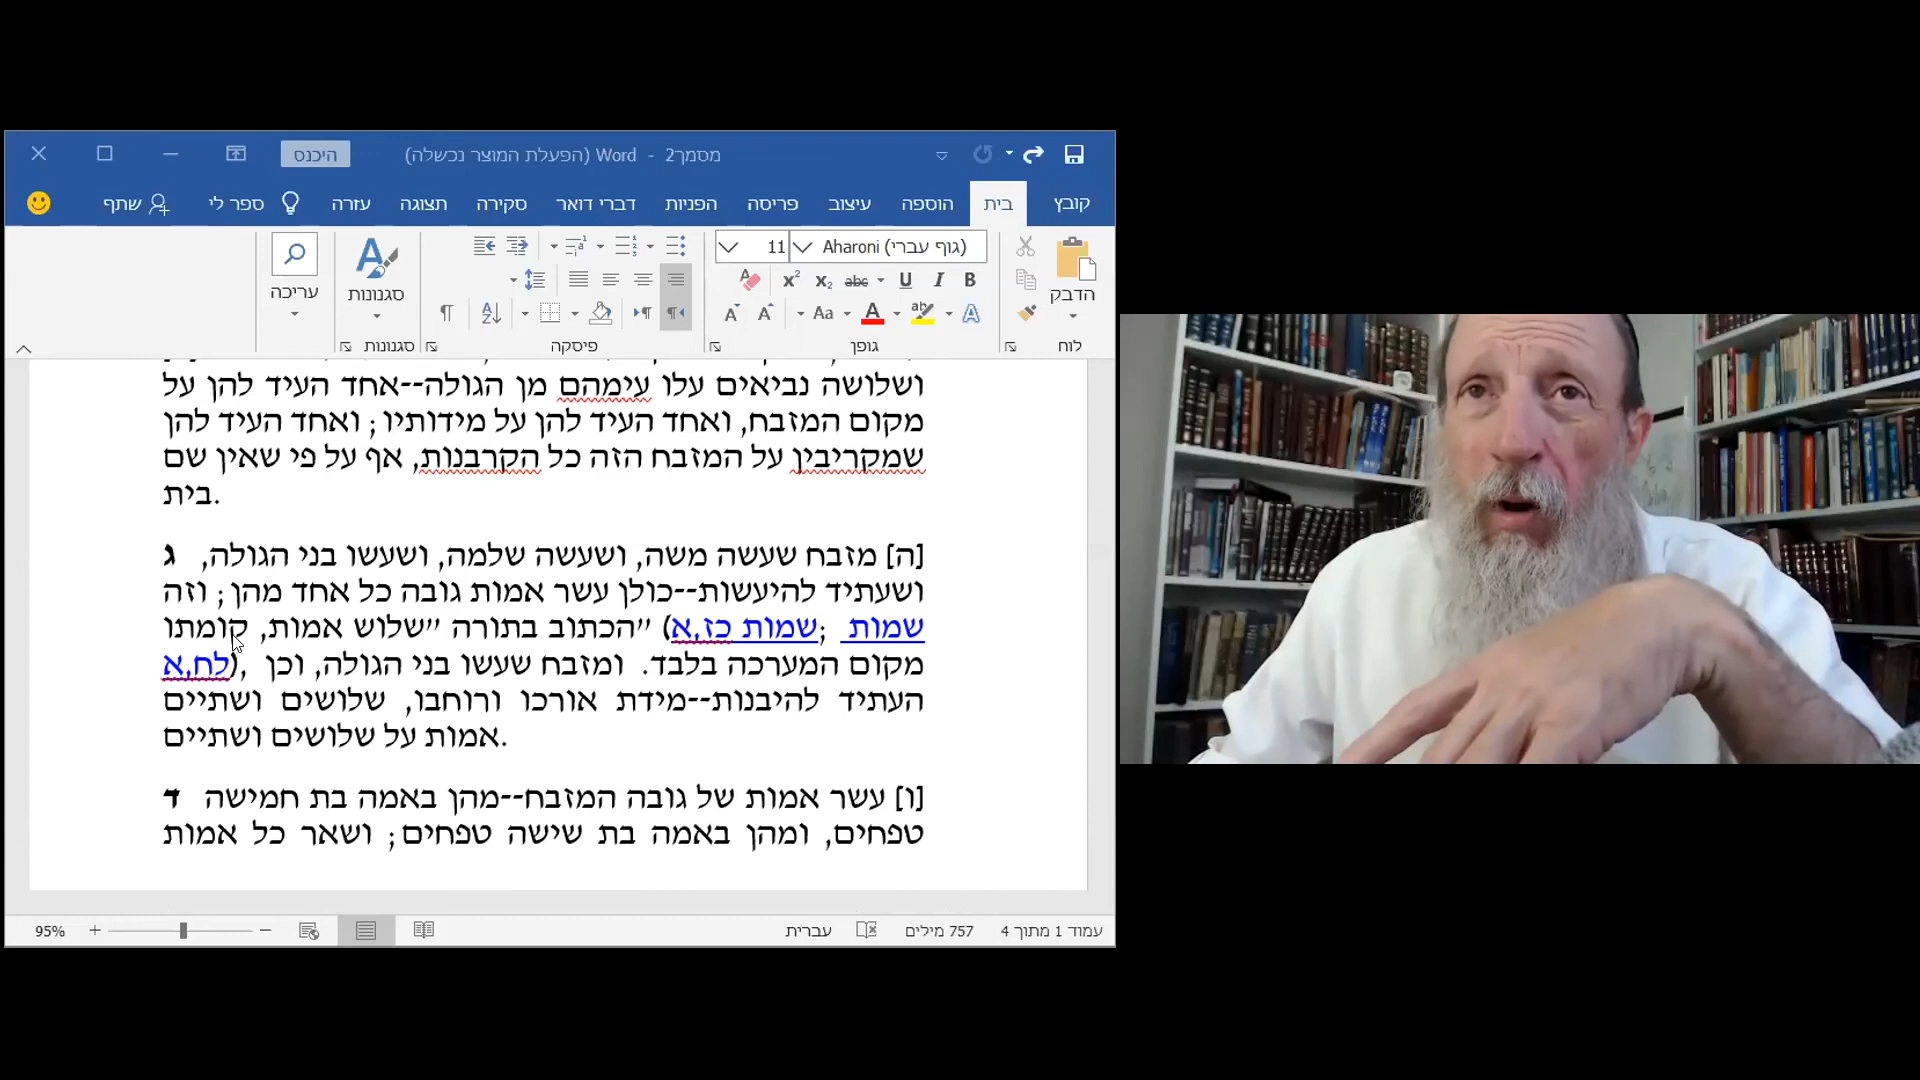 מסמך2 - Word (הפעלת המוצר נכשלה)
היכנס
קובץ
בית
הוספה
עיצוב
פריסה
הפניות
דברי דואר
סקירה
תצוגה
עזרה
ספר לי
שתף
הדבק
לוח
Aharoni (גוף עברי)
11
B I U abc x₂ x²
Aa
גופן
פיסקה
סגנונות
סגנונות
עריכה
ושלושה נביאים עלו עימהם מן הגולה--אחד העיד להן על
מקום המזבח, ואחד העיד להן על מידותיו; ואחד העיד להן
שמקריבין על המזבח הזה כל הקרבנות, אף על פי שאין שם
בית.
ג [ה] מזבח שעשה משה, ושעשה שלמה, ושעשו בני הגולה,
ושעתיד להיעשות--כולן עשר אמות גובה כל אחד מהן; וזה
הכתוב בתורה "שלוש אמות, קומתו" (שמות כז,א; שמות
לח,א), מקום המערכה בלבד. ומזבח שעשו בני הגולה, וכן
העתיד להיבנות--מידת אורכו ורוחבו, שלושים ושתיים
אמות על שלושים ושתיים.
ד [ו] עשר אמות של גובה המזבח--מהן באמה בת חמישה
טפחים, ומהן באמה בת שישה טפחים; ושאר כל אמות
עמוד 1 מתוך 4
757 מילים
עברית
95%